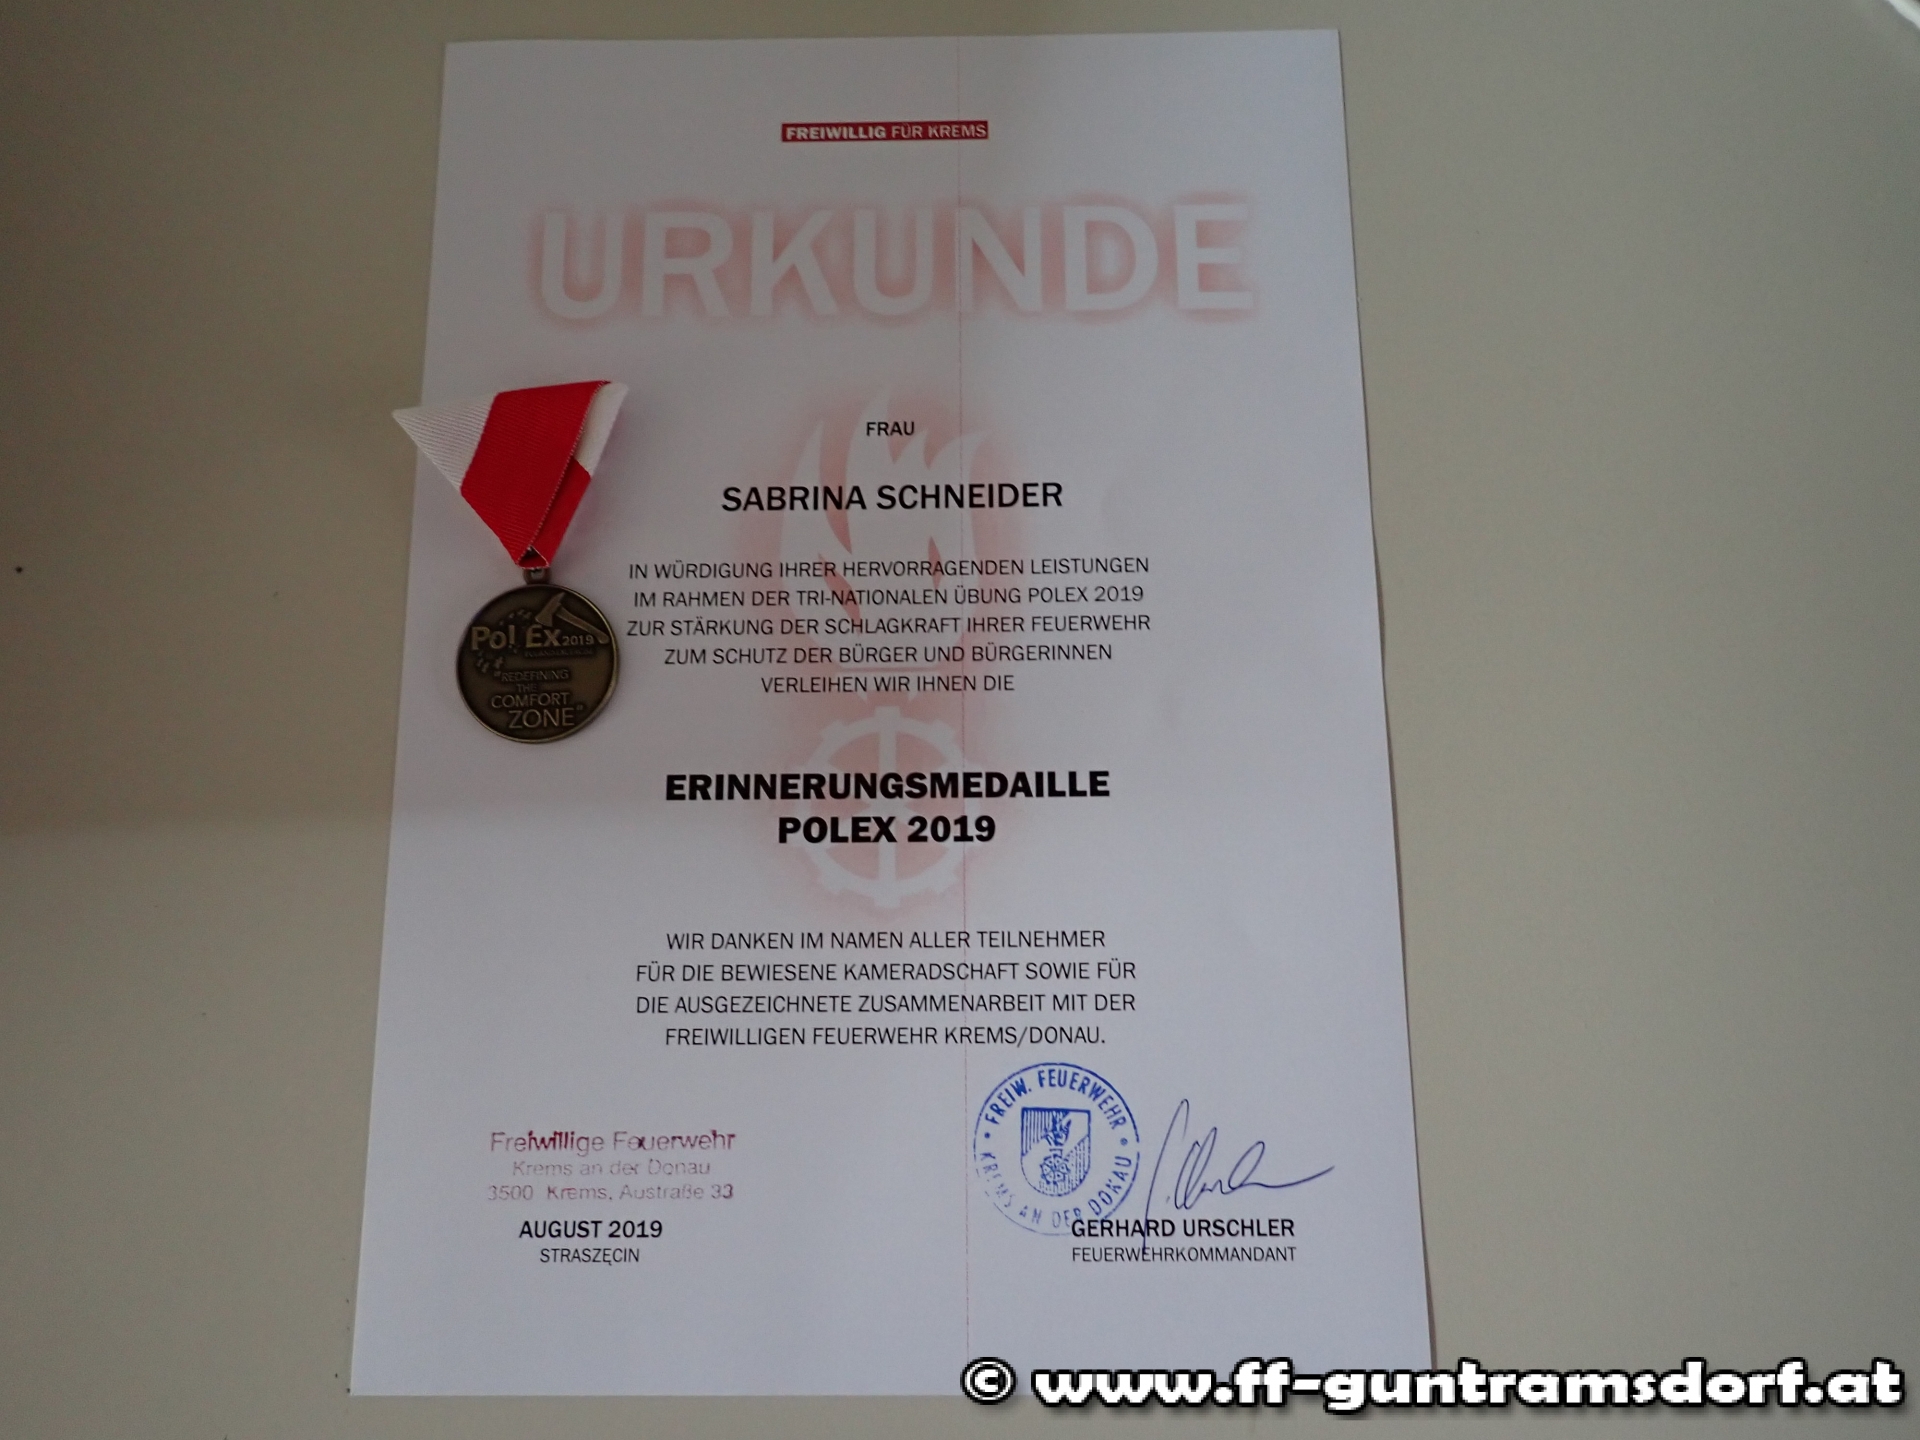 FREIWILLIG FÜR KREMS
URKUNDE
FRAU
SABRINA SCHNEIDER
IN WÜRDIGUNG IHRER HERVORRAGENDEN LEISTUNGEN
IM RAHMEN DER TRI-NATIONALEN ÜBUNG POLEX 2019
ZUR STÄRKUNG DER SCHLAGKRAFT IHRER FEUERWEHR
ZUM SCHUTZ DER BÜRGER UND BÜRGERINNEN
VERLEIHEN WIR IHNEN DIE
PolEx 2019
"REDEFINING
THE
COMFORT
ZONE"
ERINNERUNGSMEDAILLE
POLEX 2019
WIR DANKEN IM NAMEN ALLER TEILNEHMER
FÜR DIE BEWIESENE KAMERADSCHAFT SOWIE FÜR
DIE AUSGEZEICHNETE ZUSAMMENARBEIT MIT DER
FREIWILLIGEN FEUERWEHR KREMS/DONAU.
Freiwillige Feuerwehr
Krems an der Donau
3500 Krems, Austraße 33
AUGUST 2019
STRASZĘCIN
FREIW. FEUERWEHR
KREMS AN DER DONAU
GERHARD URSCHLER
FEUERWEHRKOMMANDANT
© www.ff-guntramsdorf.at